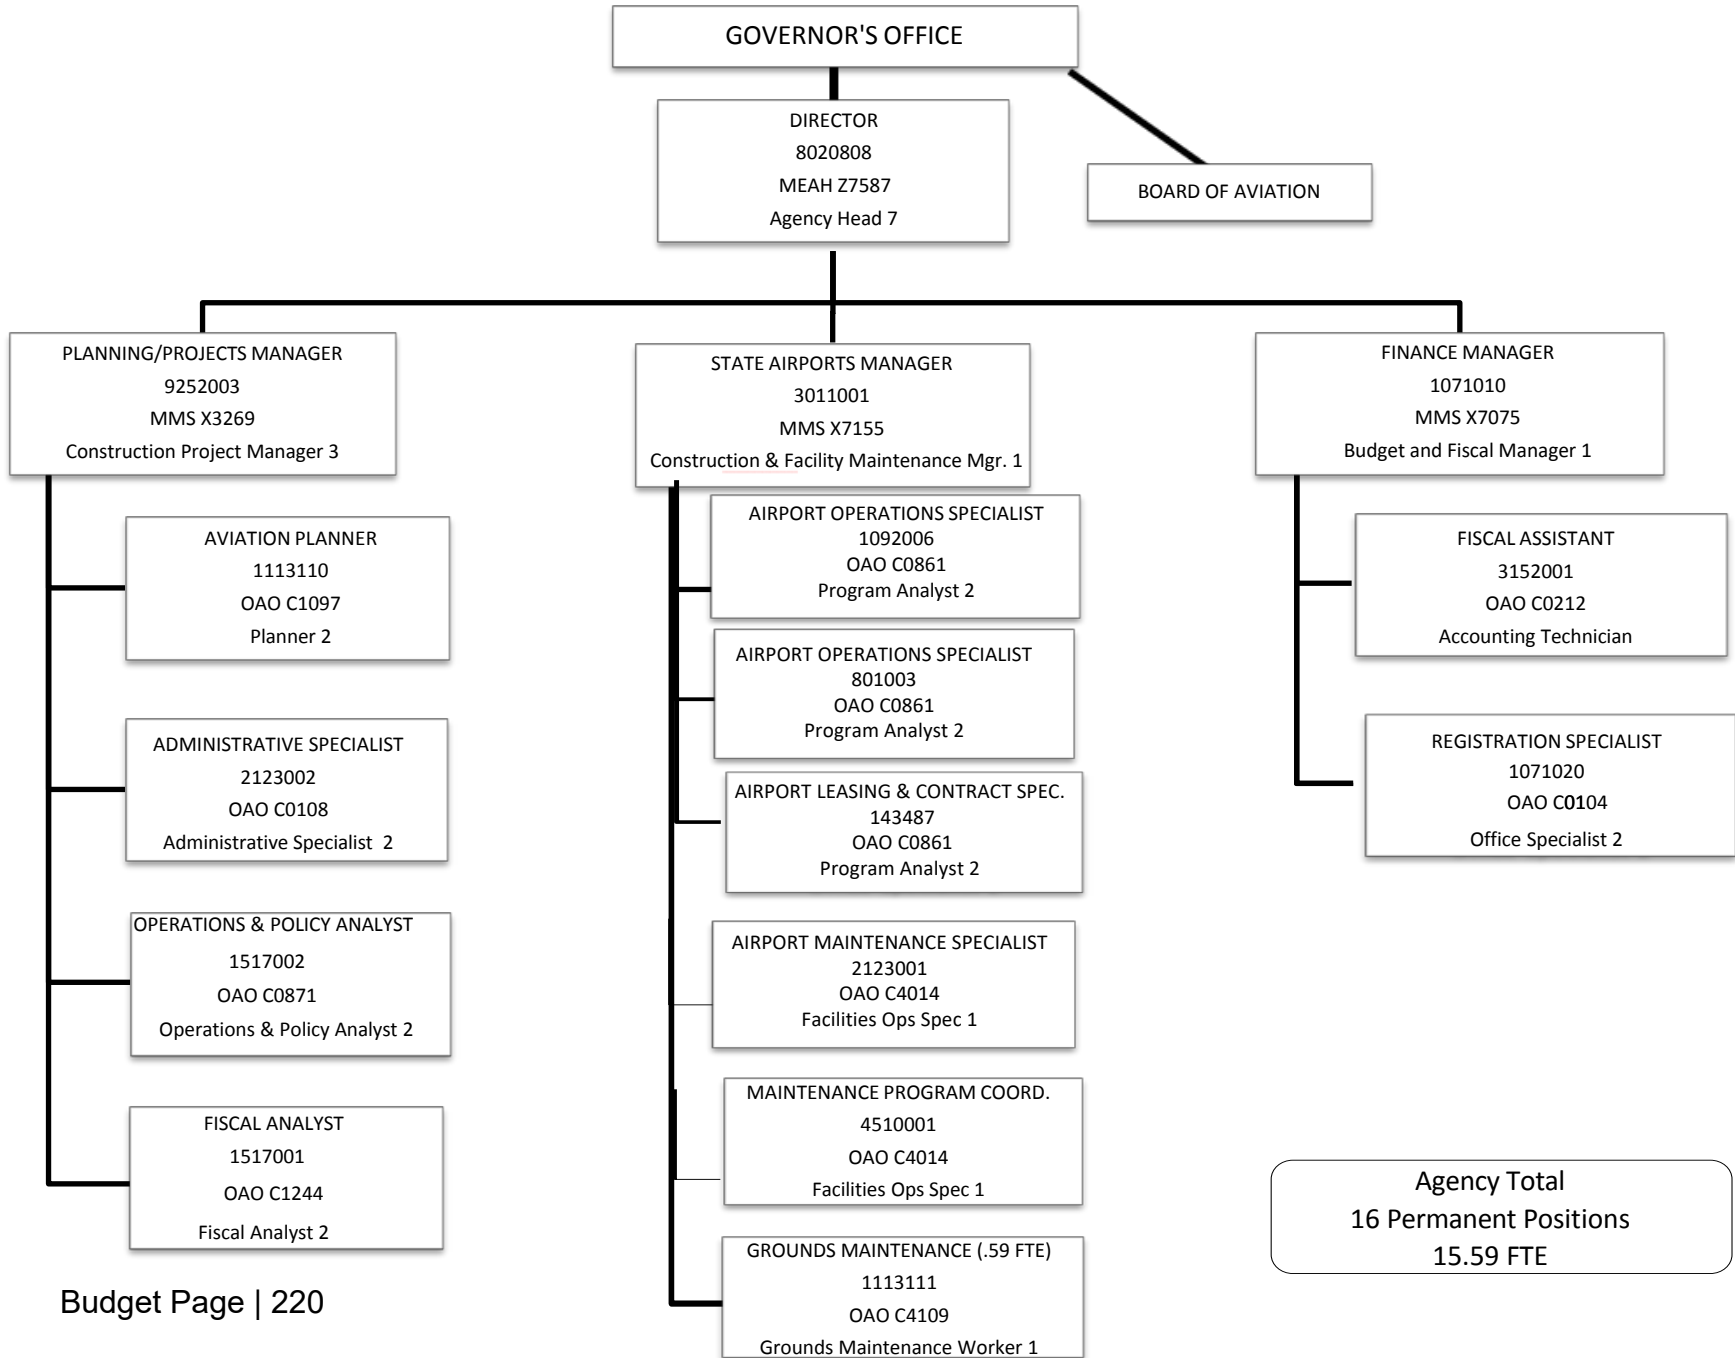 GOVERNOR'S OFFICE
DIRECTOR
8020808
MEAH Z7587
Agency Head 7
BOARD OF AVIATION
PLANNING/PROJECTS MANAGER
9252003
MMS X3269
Construction Project Manager 3
AVIATION PLANNER
1113110
OAO C1097
Planner 2
ADMINISTRATIVE SPECIALIST
2123002
OAO C0108
Administrative Specialist 2
OPERATIONS & POLICY ANALYST
1517002
OAO C0871
Operations & Policy Analyst 2
FISCAL ANALYST
1517001
OAO C1244
Fiscal Analyst 2
STATE AIRPORTS MANAGER
3011001
MMS X7155
Construction & Facility Maintenance Mgr. 1
AIRPORT OPERATIONS SPECIALIST
1092006
OAO C0861
Program Analyst 2
AIRPORT OPERATIONS SPECIALIST
801003
OAO C0861
Program Analyst 2
AIRPORT LEASING & CONTRACT SPEC.
143487
OAO C0861
Program Analyst 2
AIRPORT MAINTENANCE SPECIALIST
2123001
OAO C4014
Facilities Ops Spec 1
MAINTENANCE PROGRAM COORD.
4510001
OAO C4014
Facilities Ops Spec 1
GROUNDS MAINTENANCE (.59 FTE)
1113111
OAO C4109
Grounds Maintenance Worker 1
FINANCE MANAGER
1071010
MMS X7075
Budget and Fiscal Manager 1
FISCAL ASSISTANT
3152001
OAO C0212
Accounting Technician
REGISTRATION SPECIALIST
1071020
OAO C0104
Office Specialist 2
Agency Total
16 Permanent Positions
15.59 FTE
Budget Page | 220